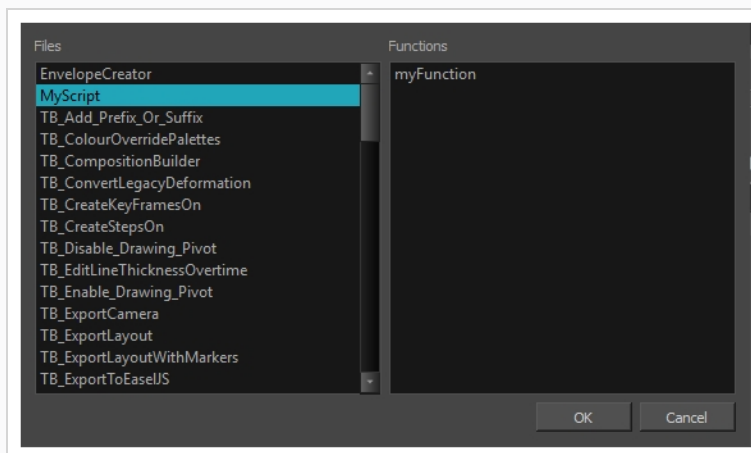 Files
EnvelopeCreator
MyScript
TB_Add_Prefix_Or_Suffix
TB_ColourOverridePalettes
TB_CompositionBuilder
TB_ConvertLegacyDeformation
TB_CreateKeyFramesOn
TB_CreateStepsOn
TB_Disable_Drawing_Pivot
TB_EditLineThicknessOvertime
TB_Enable_Drawing_Pivot
TB_ExportCamera
TB_ExportLayout
TB_ExportLayoutWithMarkers
TB_ExportToEaselJS
Functions
myFunction
OK
Cancel